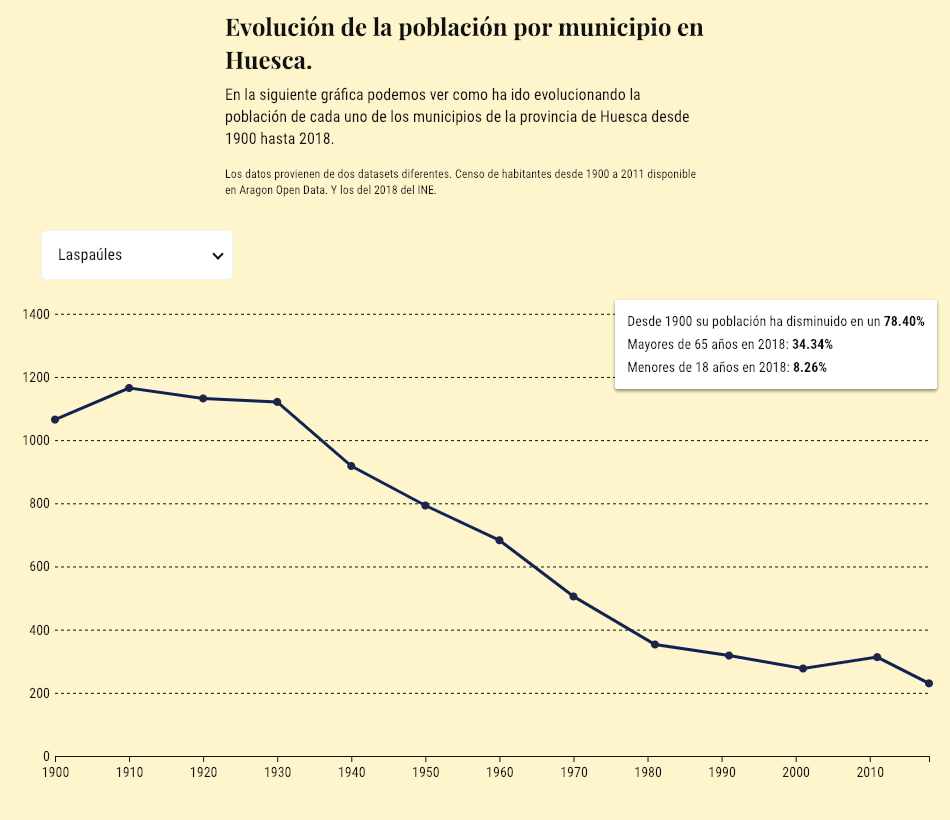 Evolución de la población por municipio en
Huesca.
En la siguiente gráfica podemos ver como ha ido evolucionando la
población de cada uno de los municipios de la provincia de Huesca desde
1900 hasta 2018.
Los datos provienen de dos datasets diferentes. Censo de habitantes desde 1900 a 2011 disponible
en Aragon Open Data. Y los del 2018 del INE.
Laspaúles
Desde 1900 su población ha disminuido en un 78.40%
Mayores de 65 años en 2018: 34.34%
Menores de 18 años en 2018: 8.26%
1400
1200
1000
800
600
400
200
0
1900 1910 1920 1930 1940 1950 1960 1970 1980 1990 2000 2010